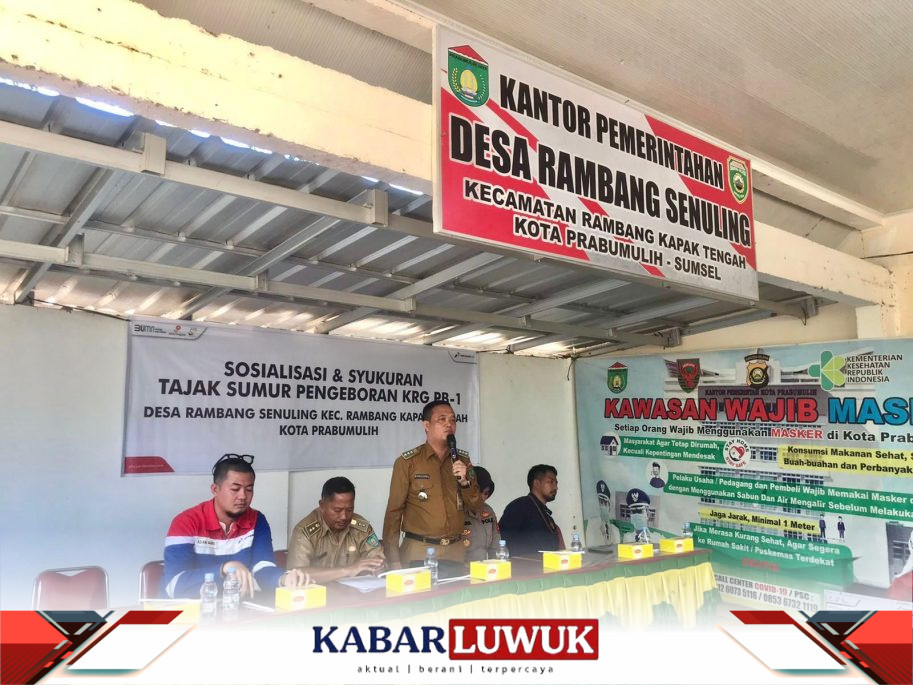 KANTOR PEMERINTAHAN
DESA RAMBANG SENULING
KECAMATAN RAMBANG KAPAK TENGAH
KOTA PRABUMULIH - SUMSEL
BUMN
SOSIALISASI & SYUKURAN
TAJAK SUMUR PENGEBORAN KRG PB-1
DESA RAMBANG SENULING KEC. RAMBANG KAPAK
KOTA PRABUMULIH
KEMENTERIAN
KESEHATAN
REPUBLIK
INDONESIA
KANTOR PEMERINTAH KOTA PRABUMULIH
KAWASAN WAJIB MAS
Setiap Orang Wajib Menggunakan MASKER di Kota Prab
Masyarakat Agar Tetap Dirumah,
Kecuali Kepentingan Mendesak
Konsumsi Makanan Sehat, S
Buah-buahan dan Perbanyak
Pelaku Usaha / Pedagang dan Pembeli Wajib Memakai Masker
dengan Menggunakan Sabun Dan Air Mengalir Sebelum Melakuka
Jaga Jarak, Minimal 1 Meter
Jika Merasa Kurang Sehat, Agar Segera
ke Rumah Sakit / Puskesmas Terdekat
CALL CENTER COVID-19 / PSC :
KABAR LUWUK
aktual | berani | terpercaya